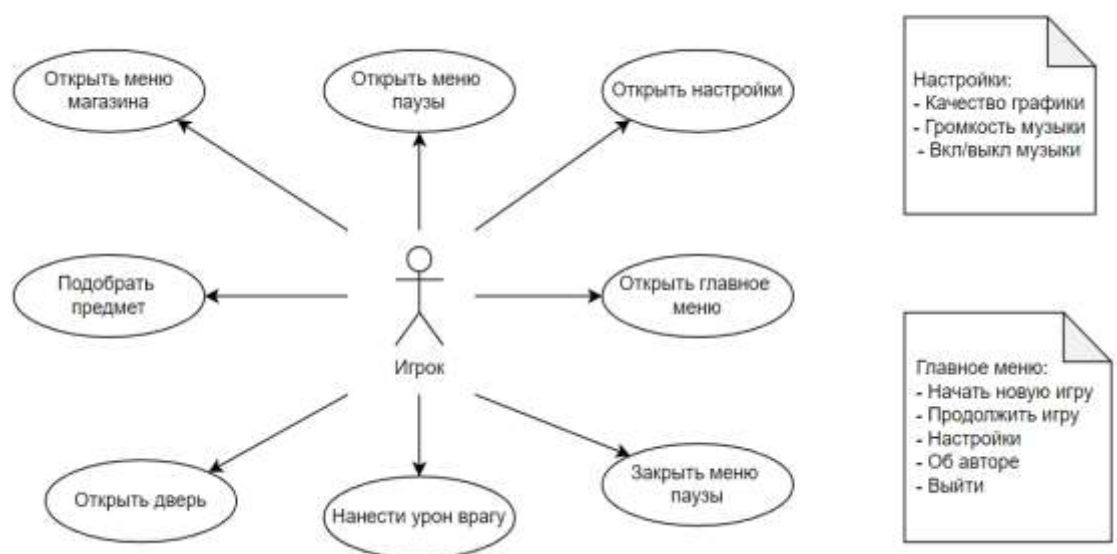 Открыть меню
магазина
Открыть меню
паузы
Открыть настройки
Настройки:
- Качество графики
- Громкость музыки
- Вкл/выкл музыки
Подобрать
предмет
Игрок
Открыть главное
меню
Главное меню:
- Начать новую игру
- Продолжить игру
- Настройки
- Об авторе
- Выйти
Открыть дверь
Нанести урон врагу
Закрыть меню
паузы